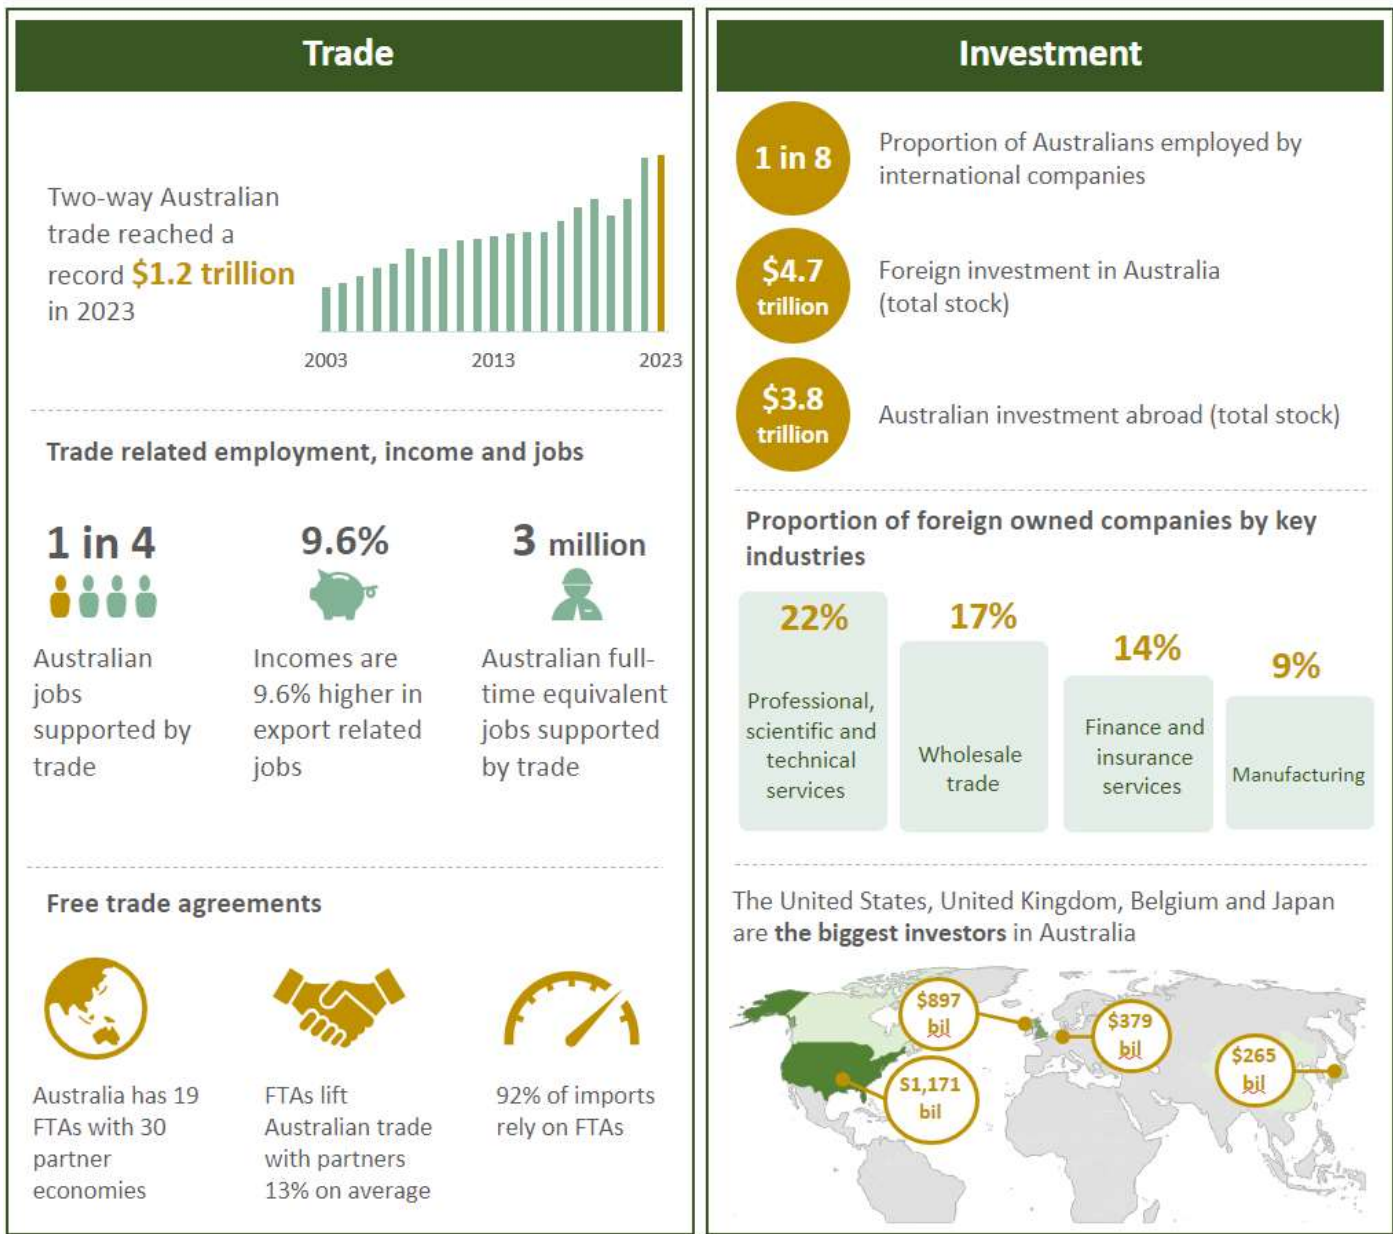 Trade
Two-way Australian
trade reached a
record $1.2 trillion
in 2023
2003
2013
2023
Trade related employment, income and jobs
1 in 4
Australian
jobs
supported by
trade
9.6%
Incomes are
9.6% higher in
export related
jobs
3 million
Australian full-
time equivalent
jobs supported
by trade
Free trade agreements
Australia has 19
FTAs with 30
partner
economies
FTAs lift
Australian trade
with partners
13% on average
92% of imports
rely on FTAs
Investment
1 in 8
Proportion of Australians employed by
international companies
$4.7
trillion
Foreign investment in Australia
(total stock)
$3.8
trillion
Australian investment abroad (total stock)
Proportion of foreign owned companies by key
industries
22%
Professional,
scientific and
technical
services
17%
Wholesale
trade
14%
Finance and
insurance
services
9%
Manufacturing
The United States, United Kingdom, Belgium and Japan
are the biggest investors in Australia
$897
bil
$379
bil
$265
bil
S1,171
bil